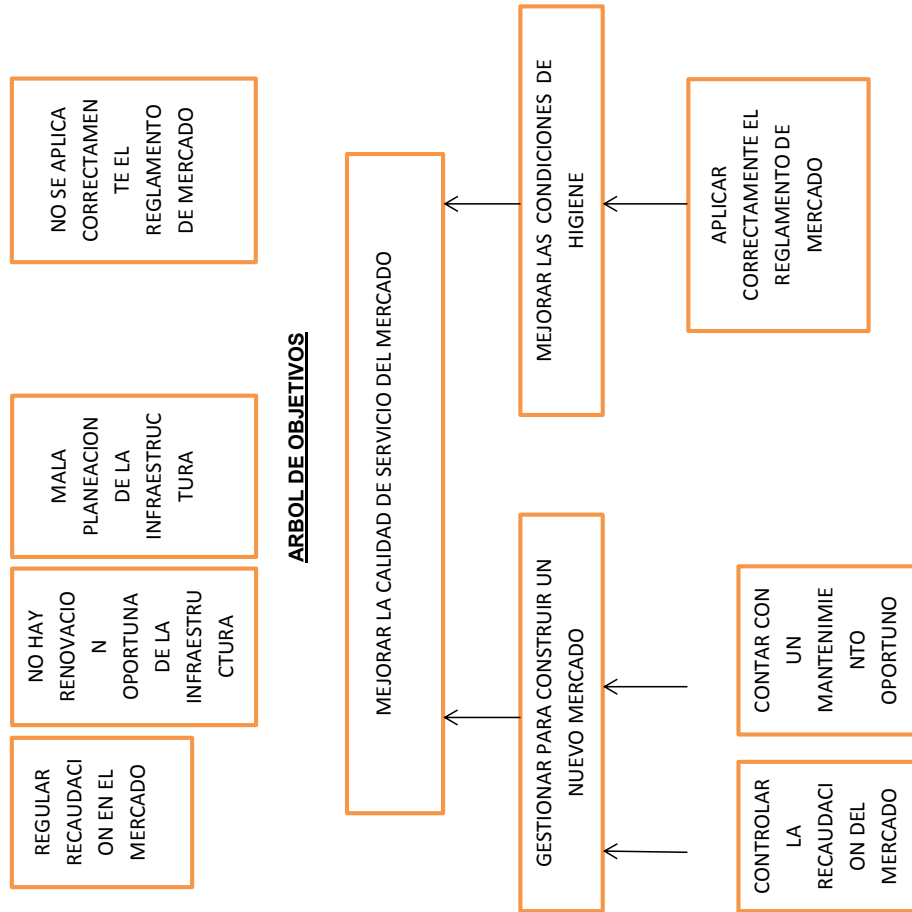 REGULAR
RECAUDACI
ON EN EL
MERCADO
NO HAY
RENOVACIO
N
OPORTUNA
DE LA
INFRAESTRU
CTURA
MALA
PLANEACION
DE LA
INFRAESTRUC
TURA
NO SE APLICA
CORRECTAMEN
TE EL
REGLAMENTO
DE MERCADO
ARBOL DE OBJETIVOS
MEJORAR LA CALIDAD DE SERVICIO DEL MERCADO
GESTIONAR PARA CONSTRUIR UN
NUEVO MERCADO
MEJORAR LAS CONDICIONES DE
HIGIENE
CONTROLAR
LA
RECAUDACI
ON DEL
MERCADO
CONTAR CON
UN
MANTENIMIE
NTO
OPORTUNO
APLICAR
CORRECTAMENTE EL
REGLAMENTO DE
MERCADO